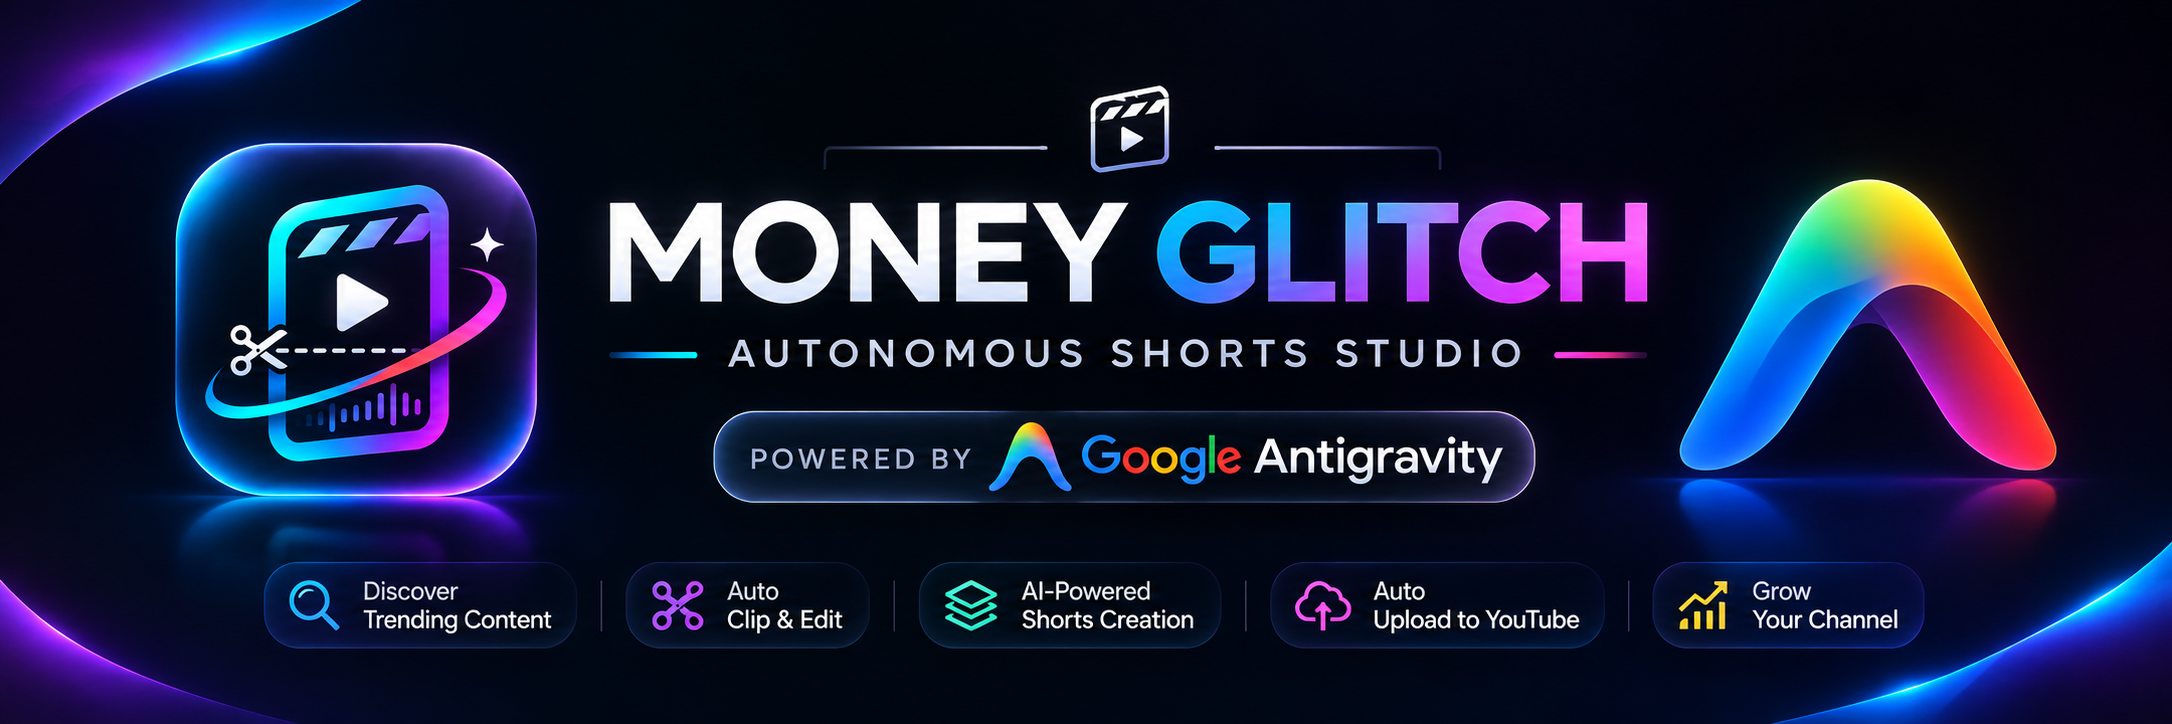 MONEY GLITCH
AUTONOMOUS SHORTS STUDIO
POWERED BY Google Antigravity
Discover
Trending Content
Auto
Clip & Edit
AI-Powered
Shorts Creation
Auto
Upload to YouTube
Grow
Your Channel